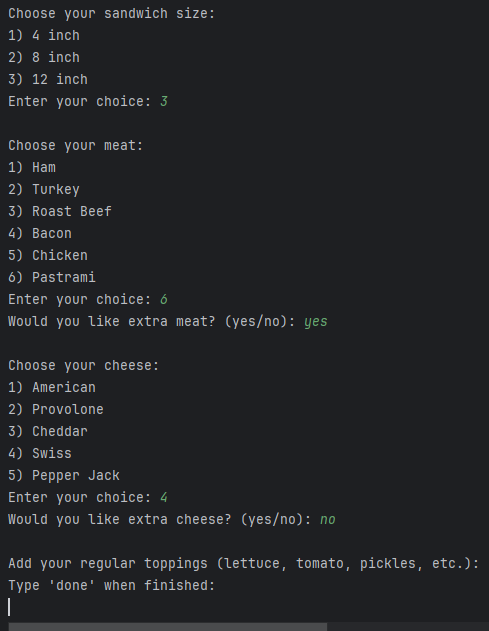 Choose your sandwich size:
1) 4 inch
2) 8 inch
3) 12 inch
Enter your choice: 3
Choose your meat:
1) Ham
2) Turkey
3) Roast Beef
4) Bacon
5) Chicken
6) Pastrami
Enter your choice: 6
Would you like extra meat? (yes/no): yes
Choose your cheese:
1) American
2) Provolone
3) Cheddar
4) Swiss
5) Pepper Jack
Enter your choice: 4
Would you like extra cheese? (yes/no): no
Add your regular toppings (lettuce, tomato, pickles, etc.):
Type 'done' when finished: